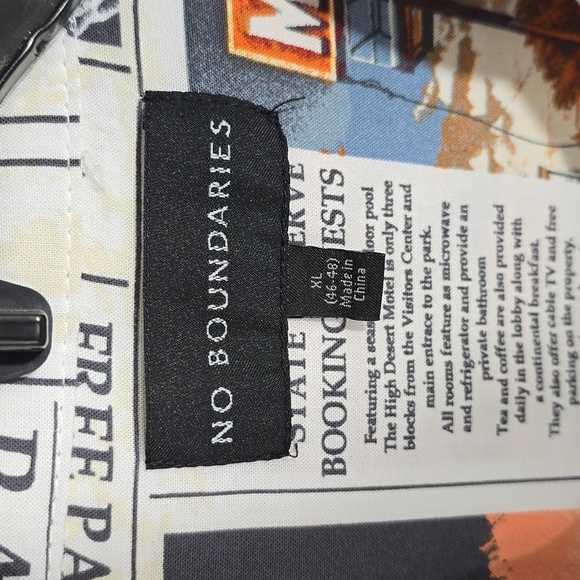 NO BOUNDARIES
XL
(46-48)
Made in
China
STATE
ERVE
BOOKING
ESTS
Featuring a seas
door pool
The High Desert Motel is only three
blocks from the Visitors Center and
main entrace to the park.
All rooms feature as microwave
and refrigerator and provide an
private bathroom
Tea and coffee are also provided
daily in the lobby along with
a continental breakfast.
They also offer cable TV and free
parking on the property.
FREE PA